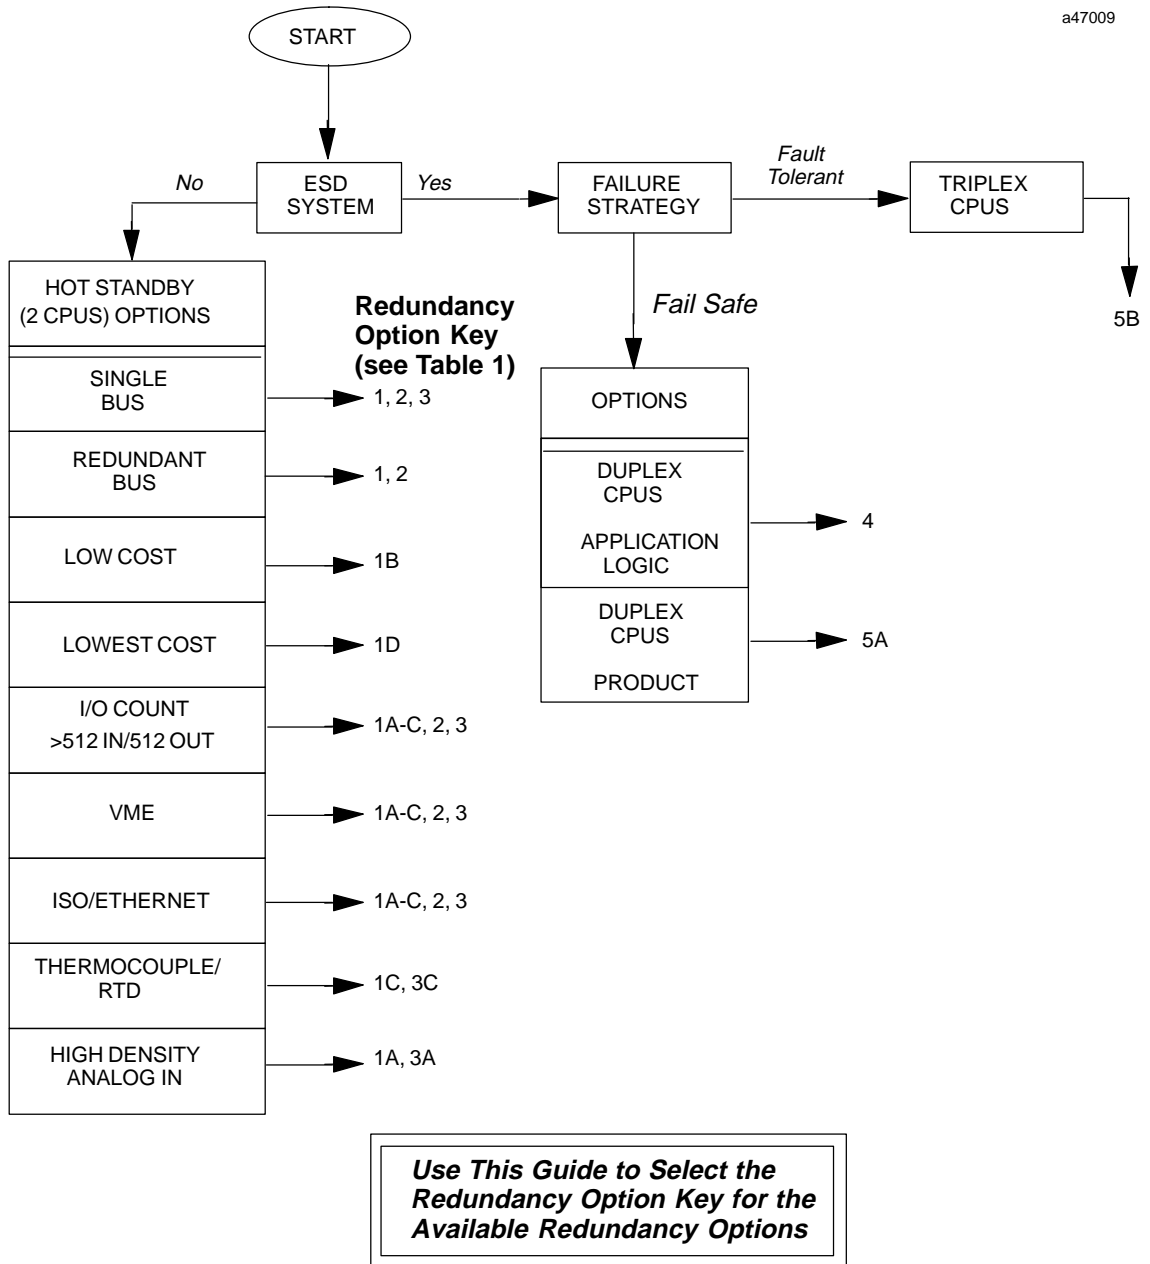 a47009
START
No
ESD
SYSTEM
Yes
FAILURE
STRATEGY
Fault
Tolerant
TRIPLEX
CPUS
5B
Fail Safe
HOT STANDBY
(2 CPUS) OPTIONS
Redundancy
Option Key
(see Table 1)
SINGLE
BUS
1, 2, 3
REDUNDANT
BUS
1, 2
LOW COST
1B
LOWEST COST
1D
I/O COUNT
>512 IN/512 OUT
1A-C, 2, 3
VME
1A-C, 2, 3
ISO/ETHERNET
1A-C, 2, 3
THERMOCOUPLE/
RTD
1C, 3C
HIGH DENSITY
ANALOG IN
1A, 3A
OPTIONS
DUPLEX
CPUS
APPLICATION
LOGIC
4
DUPLEX
CPUS
PRODUCT
5A
Use This Guide to Select the
Redundancy Option Key for the
Available Redundancy Options